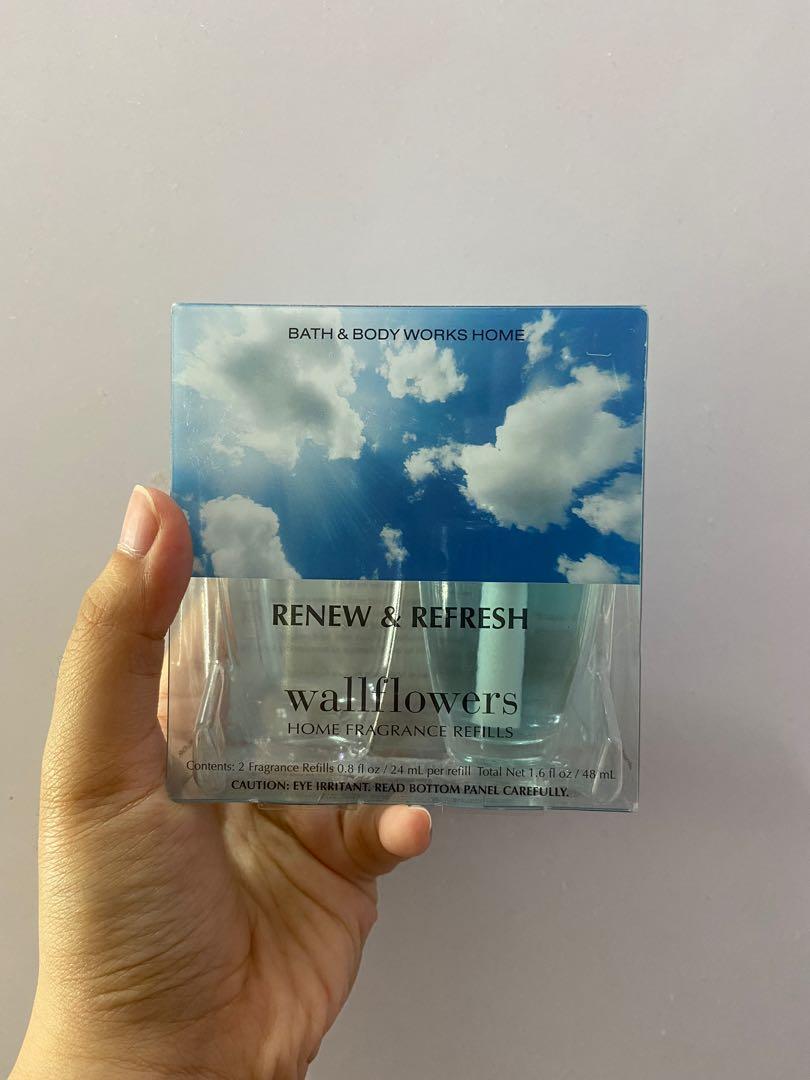 BATH & BODY WORKS HOME
RENEW & REFRESH
wallflowers
HOME FRAGRANCE REFILLS
Contents: 2 Fragrance Refills 0.8 fl oz / 24 mL per refill Total Net 1.6 fl oz / 48 mL
CAUTION: EYE IRRITANT. READ BOTTOM PANEL CAREFULLY.